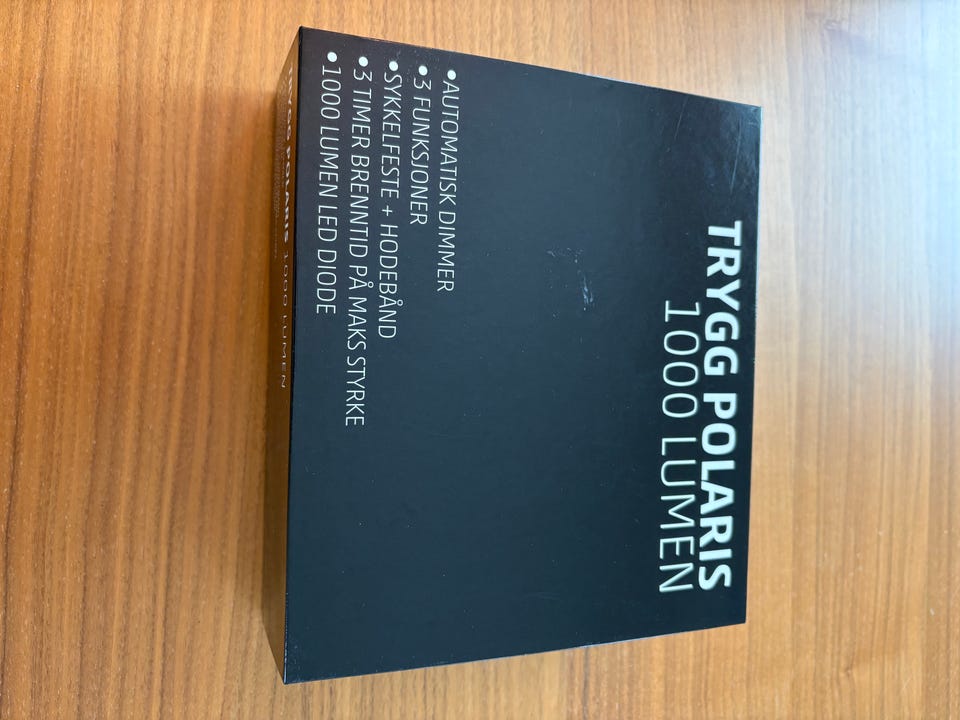 TRYGG POLARIS
1000 LUMEN
•AUTOMATISK DIMMER
•3 FUNKSJONER
•SYKKELFESTE + HODEBÅND
•3 TIMER BRENNTID PÅ MAKS STYRKE
•1000 LUMEN LED DIODE
TRYGG POLARIS 1000 LUMEN